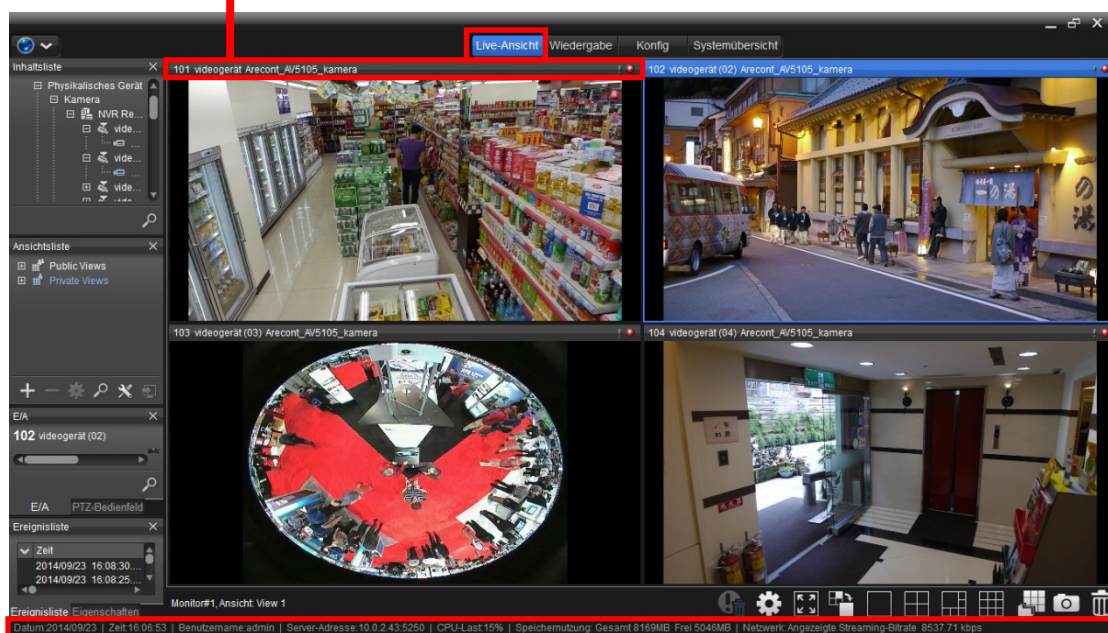 Live-Ansicht Wiedergabe Konfig Systemübersicht
Inhaltsliste
Physikalisches Gerät
Kamera
NVR Re...
vide...
...
vide...
...
vide...
Ansichtsliste
Public Views
Private Views
E/A
102 videogerät (02)
E/A PTZ-Bedienfeld
Ereignisliste
Zeit
2014/09/23 16:08:30....
2014/09/23 16:08:25....
Ereignisliste Eigenschaften
101 videogerät Arecont_AV5105_kamera
102 videogerät (02) Arecont_AV5105_kamera
の湯
103 videogerät (03) Arecont_AV5105_kamera
104 videogerät (04) Arecont_AV5105_kamera
Monitor#1, Ansicht: View 1
Datum:2014/09/23 | Zeit:16:06:53 | Benutzername:admin | Server-Adresse:10.0.2.43:5250 | CPU-Last:15% | Speichernutzung: Gesamt 8169MB Frei 5046MB | Netzwerk: Angezeigte Streaming-Bitrate 8537.71 kbps